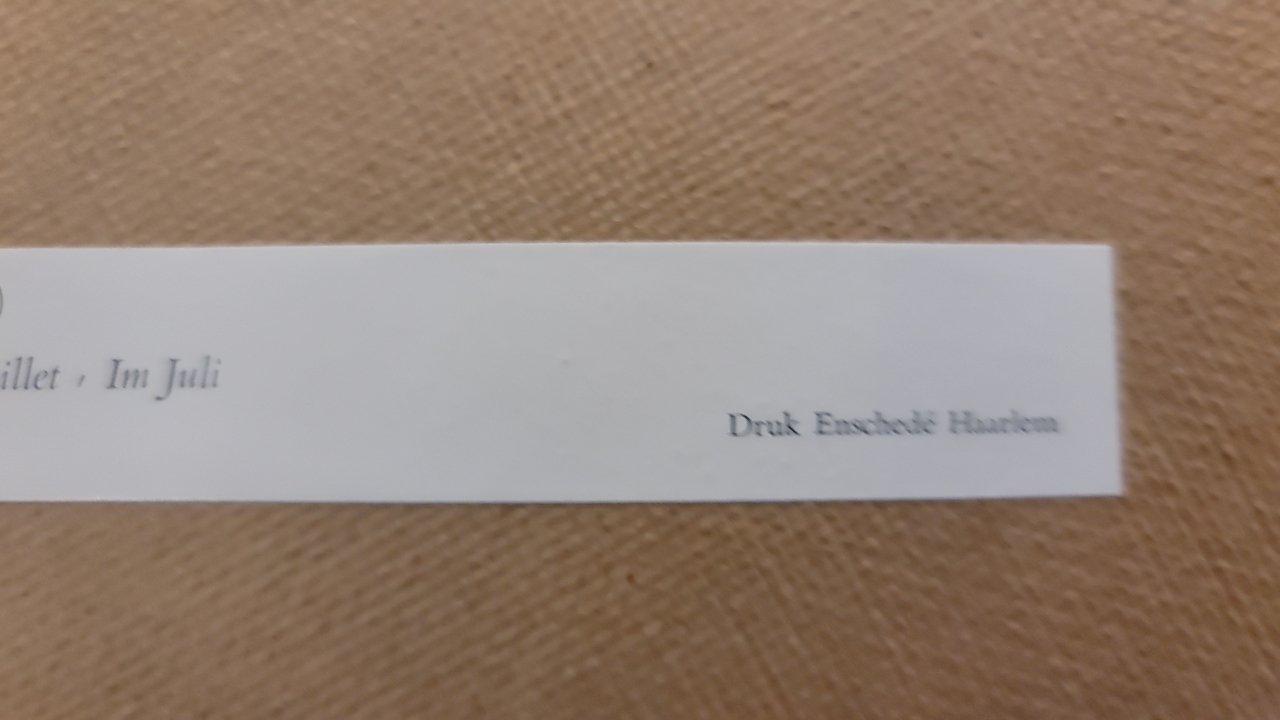 illet , Im Juli
Druk Enschedé Haarlem